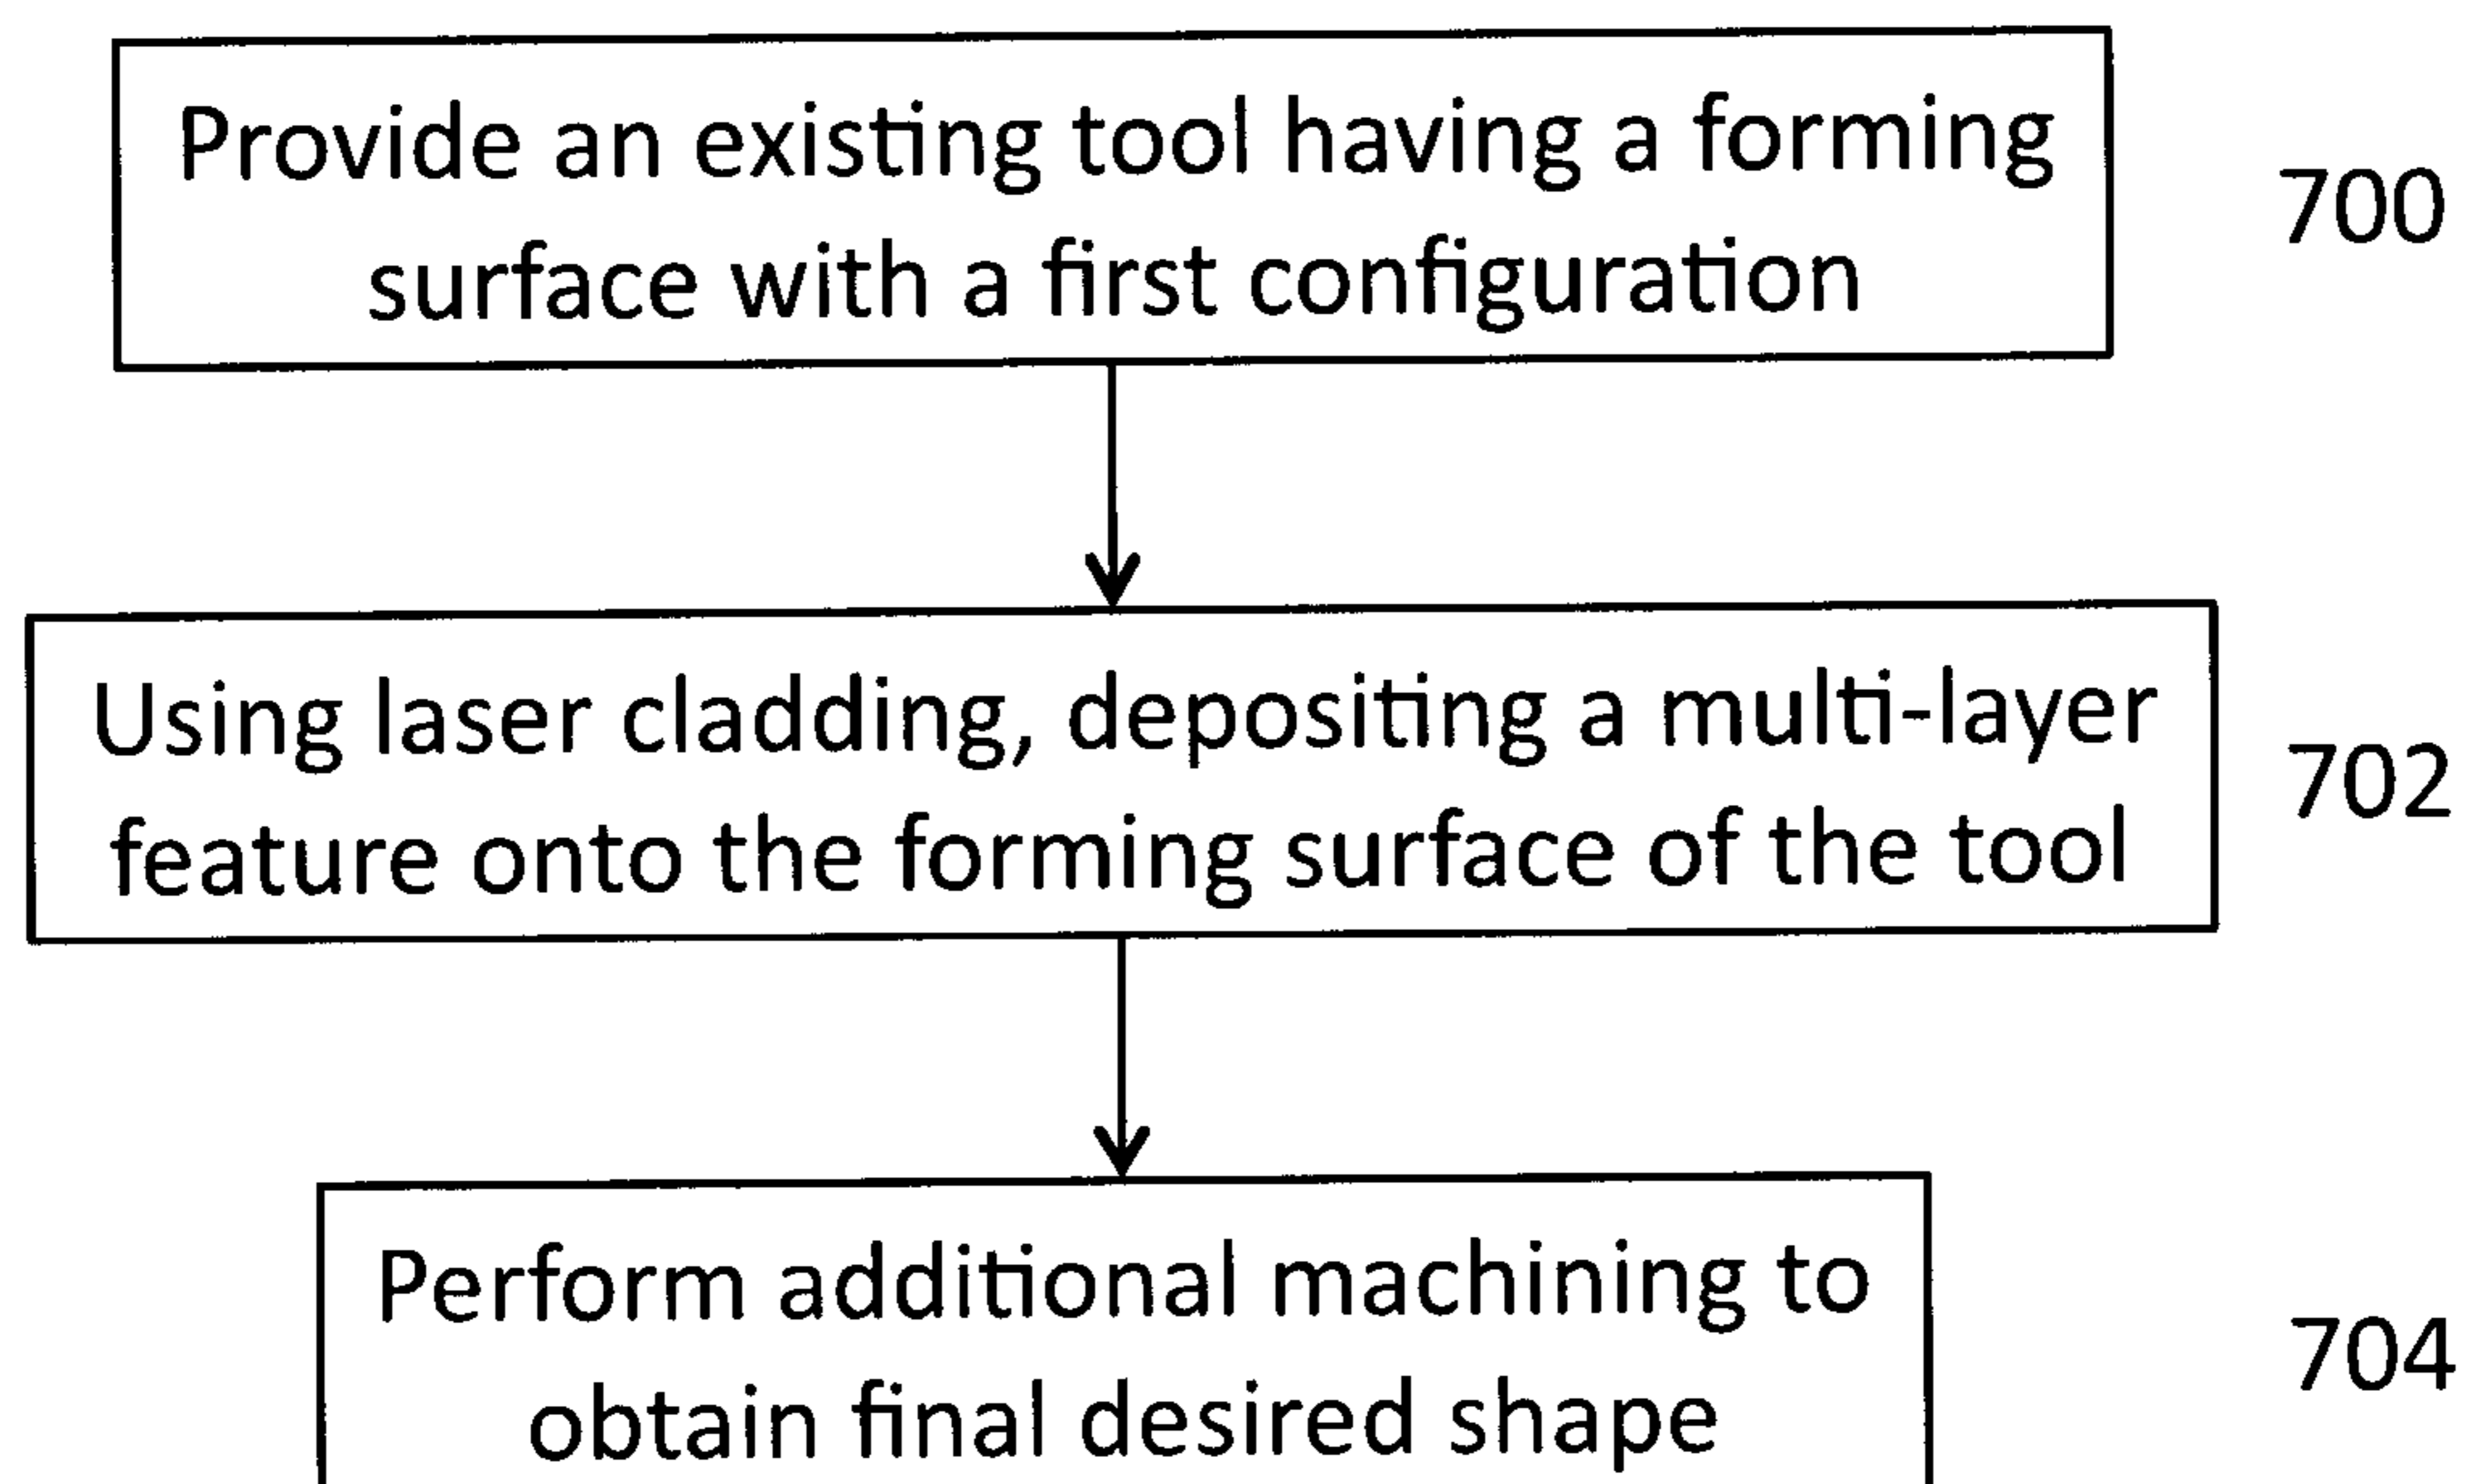 Provide an existing tool having a forming
surface with a first configuration
700
Using laser cladding, depositing a multi-layer
feature onto the forming surface of the tool
702
Perform additional machining to
obtain final desired shape
704